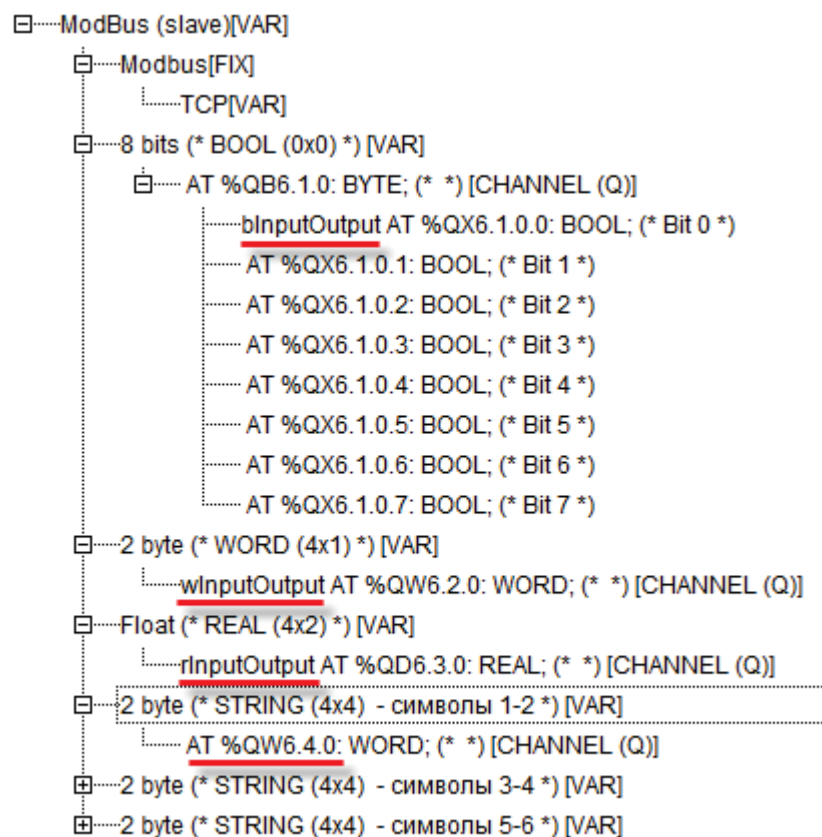 ModBus (slave)[VAR]
Modbus[FIX]
TCP[VAR]
8 bits (* BOOL (0x0) *) [VAR]
AT %QB6.1.0: BYTE; (* *) [CHANNEL (Q)]
bInputOutput AT %QX6.1.0.0: BOOL; (* Bit 0 *)
AT %QX6.1.0.1: BOOL; (* Bit 1 *)
AT %QX6.1.0.2: BOOL; (* Bit 2 *)
AT %QX6.1.0.3: BOOL; (* Bit 3 *)
AT %QX6.1.0.4: BOOL; (* Bit 4 *)
AT %QX6.1.0.5: BOOL; (* Bit 5 *)
AT %QX6.1.0.6: BOOL; (* Bit 6 *)
AT %QX6.1.0.7: BOOL; (* Bit 7 *)
2 byte (* WORD (4x1) *) [VAR]
wInputOutput AT %QW6.2.0: WORD; (* *) [CHANNEL (Q)]
Float (* REAL (4x2) *) [VAR]
rInputOutput AT %QD6.3.0: REAL; (* *) [CHANNEL (Q)]
2 byte (* STRING (4x4) - символы 1-2 *) [VAR]
AT %QW6.4.0: WORD; (* *) [CHANNEL (Q)]
2 byte (* STRING (4x4) - символы 3-4 *) [VAR]
2 byte (* STRING (4x4) - символы 5-6 *) [VAR]